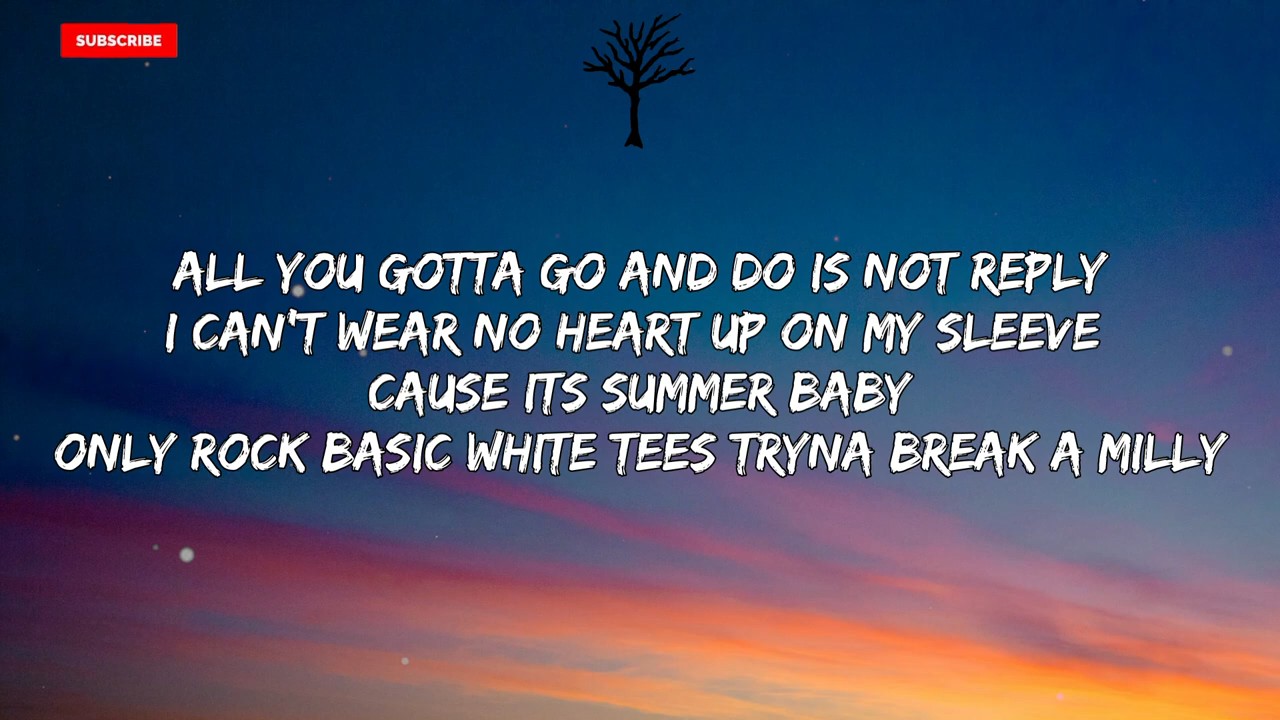 SUBSCRIBE
ALL YOU GOTTA GO AND DO IS NOT REPLY
I CAN'T WEAR NO HEART UP ON MY SLEEVE
CAUSE ITS SUMMER BABY
ONLY ROCK BASIC WHITE TEES TRYNA BREAK A MILLY